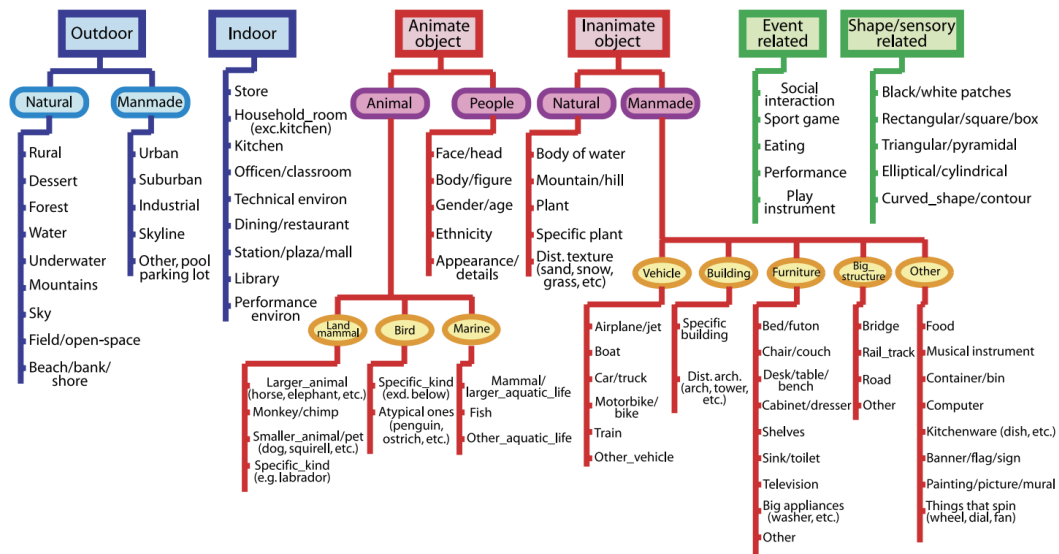 Outdoor
Natural
Rural
Dessert
Forest
Water
Underwater
Mountains
Sky
Field/open-space
Beach/bank/
shore
Manmade
Urban
Suburban
Industrial
Skyline
Other, pool
parking lot
Indoor
Store
Household_room
(exc.kitchen)
Kitchen
Officen/classroom
Technical environ
Dining/restaurant
Station/plaza/mall
Library
Performance
environ
Animate
object
Animal
Land
mammal
Larger_animal
(horse, elephant, etc.)
Monkey/chimp
Smaller_animal/pet
(dog, squirell, etc.)
Specific_kind
(e.g. labrador)
Bird
Specific_kind
(exd. below)
Atypical ones
(penguin,
ostrich, etc.)
Marine
Mammal/
larger_aquatic_life
Fish
Other_aquatic_life
People
Face/head
Body/figure
Gender/age
Ethnicity
Appearance/
details
Inanimate
object
Natural
Body of water
Mountain/hill
Plant
Specific plant
Dist. texture
(sand, snow,
grass, etc)
Manmade
Vehicle
Airplane/jet
Boat
Car/truck
Motorbike/
bike
Train
Other_vehicle
Building
Specific
building
Dist. arch.
(arch, tower,
etc.)
Furniture
Bed/futon
Chair/couch
Desk/table/
bench
Cabinet/dresser
Shelves
Sink/toilet
Television
Big appliances
(washer, etc.)
Other
Big_
structure
Bridge
Rail_track
Road
Other
Other
Food
Musical instrument
Container/bin
Computer
Kitchenware (dish, etc.)
Banner/flag/sign
Painting/picture/mural
Things that spin
(wheel, dial, fan)
Event
related
Social
interaction
Sport game
Eating
Performance
Play
instrument
Shape/sensory
related
Black/white patches
Rectangular/square/box
Triangular/pyramidal
Elliptical/cylindrical
Curved_shape/contour